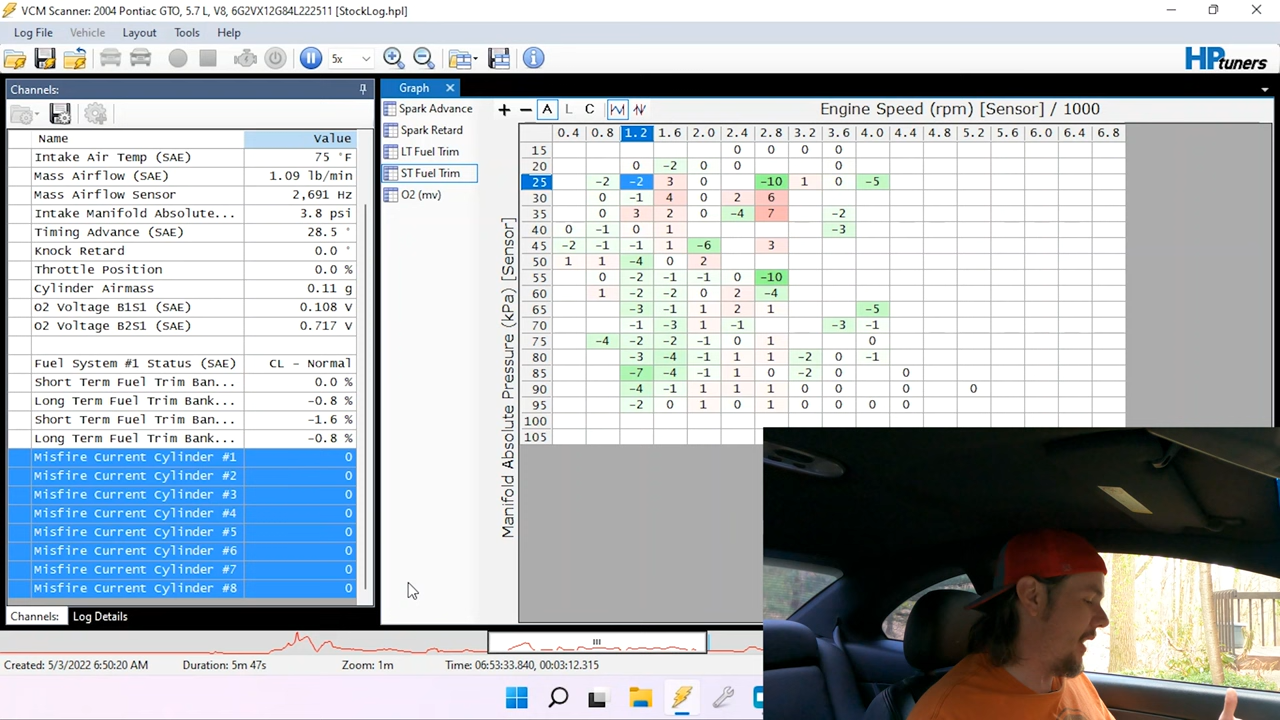 VCM Scanner: 2004 Pontiac GTO, 5.7 L, V8, 6G2VX12G84L222511 [StockLog.hpl]
Log File Vehicle Layout Tools Help
5x
HP tuners
Channels:
Graph
Name Value
Intake Air Temp (SAE) 75 °F
Mass Airflow (SAE) 1.09 lb/min
Mass Airflow Sensor 2,691 Hz
Intake Manifold Absolute... 3.8 psi
Timing Advance (SAE) 28.5 °
Knock Retard 0.0 °
Throttle Position 0.0 %
Cylinder Airmass 0.11 g
O2 Voltage B1S1 (SAE) 0.108 V
O2 Voltage B2S1 (SAE) 0.717 V
Fuel System #1 Status (SAE) CL - Normal
Short Term Fuel Trim Ban... 0.0 %
Long Term Fuel Trim Bank... -0.8 %
Short Term Fuel Trim Ban... -1.6 %
Long Term Fuel Trim Bank... -0.8 %
Misfire Current Cylinder #1 0
Misfire Current Cylinder #2 0
Misfire Current Cylinder #3 0
Misfire Current Cylinder #4 0
Misfire Current Cylinder #5 0
Misfire Current Cylinder #6 0
Misfire Current Cylinder #7 0
Misfire Current Cylinder #8 0
Channels: Log Details
Spark Advance
Spark Retard
LT Fuel Trim
ST Fuel Trim
O2 (mv)
+ - A L C
Engine Speed (rpm) [Sensor] / 1000
Manifold Absolute Pressure (kPa) [Sensor]
0.4 0.8 1.2 1.6 2.0 2.4 2.8 3.2 3.6 4.0 4.4 4.8 5.2 5.6 6.0 6.4 6.8
15 0 0 0 0
20 0 -2 0 0 0
25 -2 -2 3 0 -10 1 0 -5
30 0 -1 4 0 2 6
35 0 3 2 0 -4 7 -2
40 0 -1 0 1 -3
45 -2 -1 -1 1 -6 3
50 1 1 -4 0 2
55 0 -2 -1 -1 0 -10
60 1 -2 -2 0 2 -4
65 -3 -1 1 2 1 -5
70 -1 -3 1 -1 -3 -1
75 -4 -2 -2 -1 0 1 0
80 -3 -4 -1 1 1 -2 0 -1
85 -7 -4 -1 1 0 -2 0 0
90 -4 -1 1 1 1 0 0 0 0 0
95 -2 0 1 0 1 0 0 0 0
100
105
Created: 5/3/2022 6:50:20 AM Duration: 5m 47s Zoom: 1m Time: 06:53:33.840, 00:03:12.315